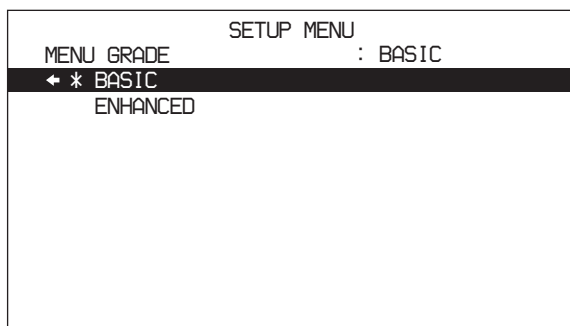 SETUP MENU
MENU GRADE : BASIC
← * BASIC
ENHANCED